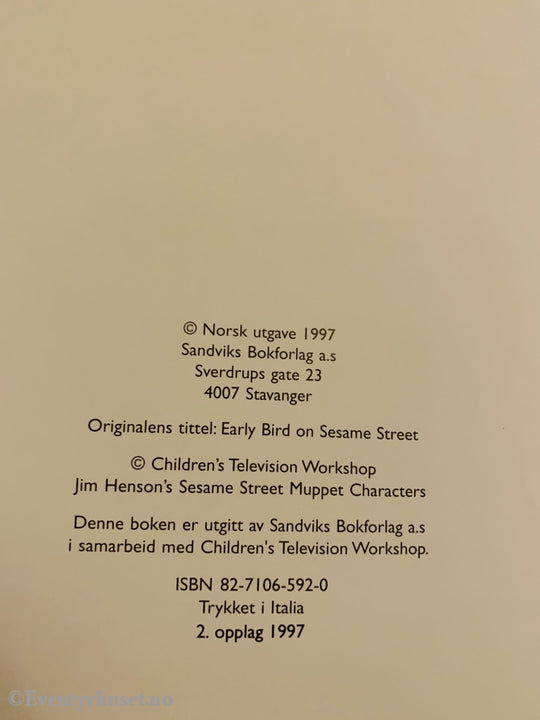 © Norsk utgave 1997
Sandviks Bokforlag a.s
Sverdrups gate 23
4007 Stavanger
Originalens tittel: Early Bird on Sesame Street
© Children's Television Workshop
Jim Henson's Sesame Street Muppet Characters
Denne boken er utgitt av Sandviks Bokforlag a.s
i samarbeid med Children's Television Workshop.
ISBN 82-7106-592-0
Trykket i Italia
2. opplag 1997
©Eventyrhuset.no